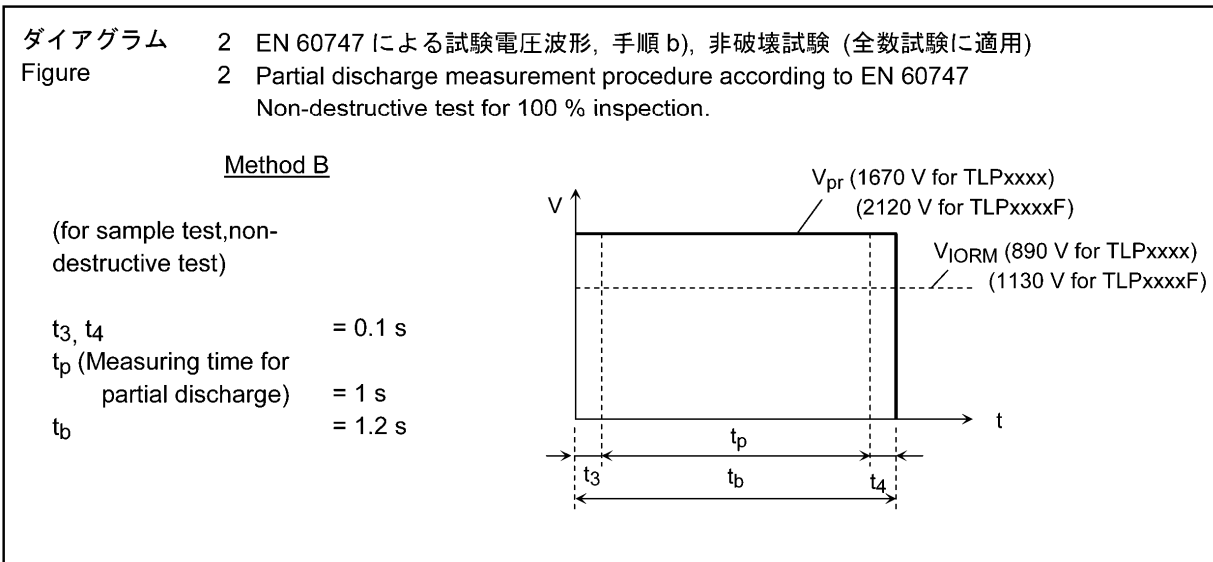 ダイアグラム 2 EN 60747 による試験電圧波形, 手順 b), 非破壊試験 (全数試験に適用)
Figure 2 Partial discharge measurement procedure according to EN 60747
Non-destructive test for 100 % inspection.
Method B
(for sample test,non-
destructive test)
t3, t4 = 0.1 s
tp (Measuring time for
partial discharge) = 1 s
tb = 1.2 s
V
Vpr (1670 V for TLPxxxx)
(2120 V for TLPxxxxF)
VIORM (890 V for TLPxxxx)
(1130 V for TLPxxxxF)
t
tp
t3 tb t4